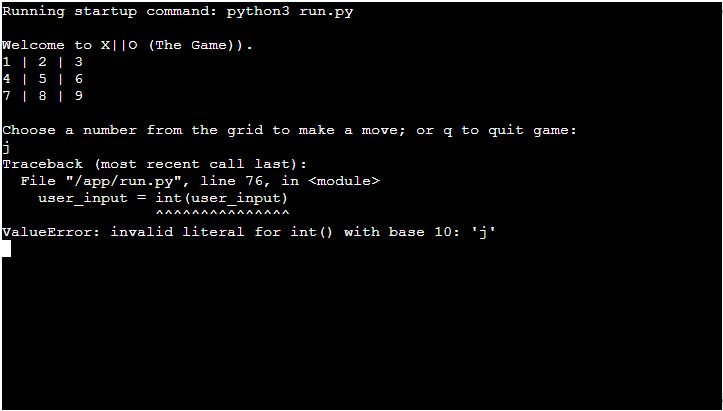 Running startup command: python3 run.py
Welcome to X||O (The Game)).
1 | 2 | 3
4 | 5 | 6
7 | 8 | 9
Choose a number from the grid to make a move; or q to quit game:
j
Traceback (most recent call last):
  File "/app/run.py", line 76, in <module>
    user_input = int(user_input)
                 ^^^^^^^^^^^^^^^
ValueError: invalid literal for int() with base 10: 'j'